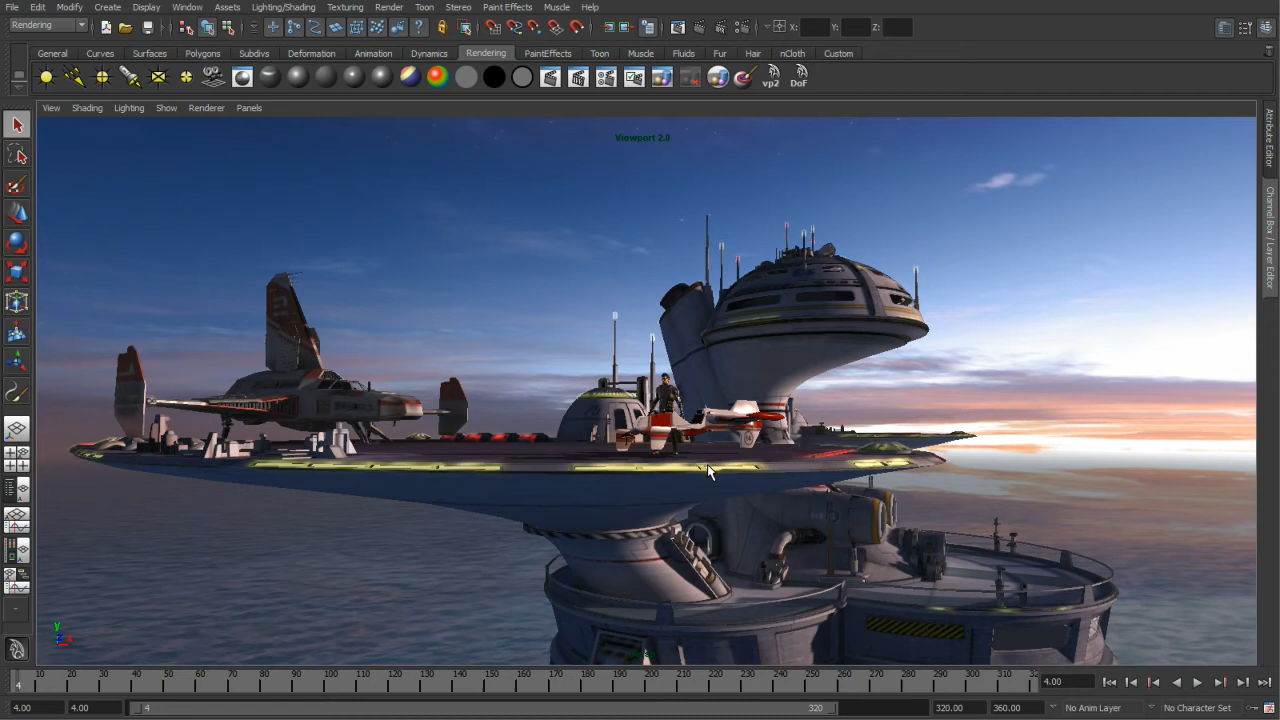 File Edit Modify Create Display Window Assets Lighting/Shading Texturing Render Toon Stereo Paint Effects Muscle Help
Rendering X: Y: Z:
General Curves Surfaces Polygons Subdivs Deformation Animation Dynamics Rendering PaintEffects Toon Muscle Fluids Fur Hair nCloth Custom
vp2 DoF
View Shading Lighting Show Renderer Panels
Viewport 2.0
Attribute Editor
Channel Box / Layer Editor
y
4 10 20 30 40 50 60 70 80 90 100 110 120 130 140 150 160 170 180 190 200 210 220 230 240 250 260 270 280 290 300 310 4.00
4.00 4.00 4 320 320.00 360.00 No Anim Layer No Character Set